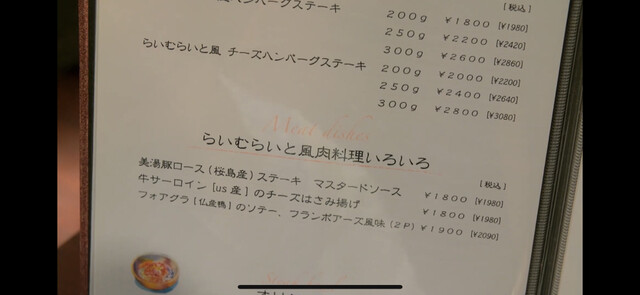 ハンバーグステーキ [税込]
200g ￥1800 [¥1980]
250g ￥2200 [¥2420]
300g ￥2600 [¥2860]
らいむらいと風 チーズハンバーグステーキ 200g ￥2000 [¥2200]
250g ￥2400 [¥2640]
300g ￥2800 [¥3080]
Meat dishes
らいむらいと風肉料理いろいろ
[税込]
美湯豚ロース(桜島産)ステーキ マスタードソース ￥1800 [¥1980]
牛サーロイン[US産]のチーズはさみ揚げ ￥1800 [¥1980]
フォアグラ[仏産鴨]のソテー、フランボアーズ風味(2P) ￥1900 [¥2090]